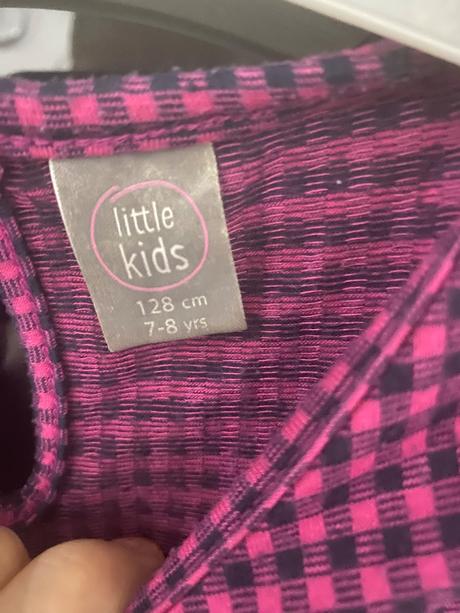 little
kids
128 cm
7-8 yrs